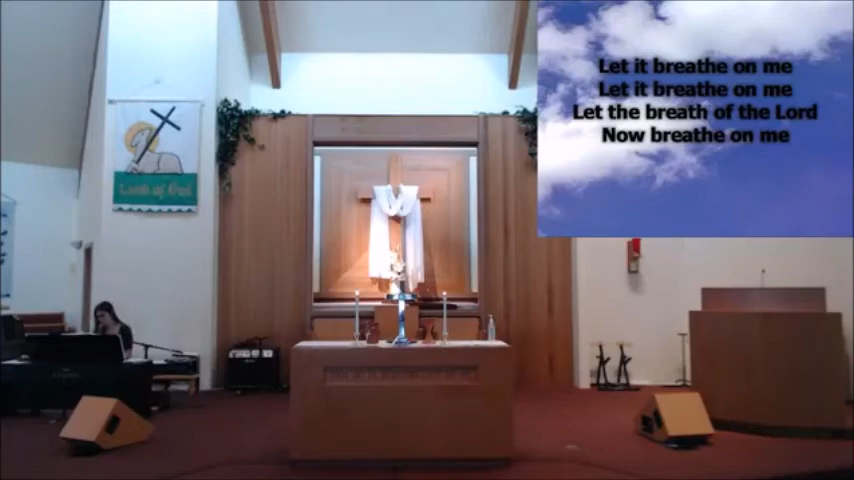 Let it breathe on me
Let it breathe on me
Let the breath of the Lord
Now breathe on me
Lamb of God